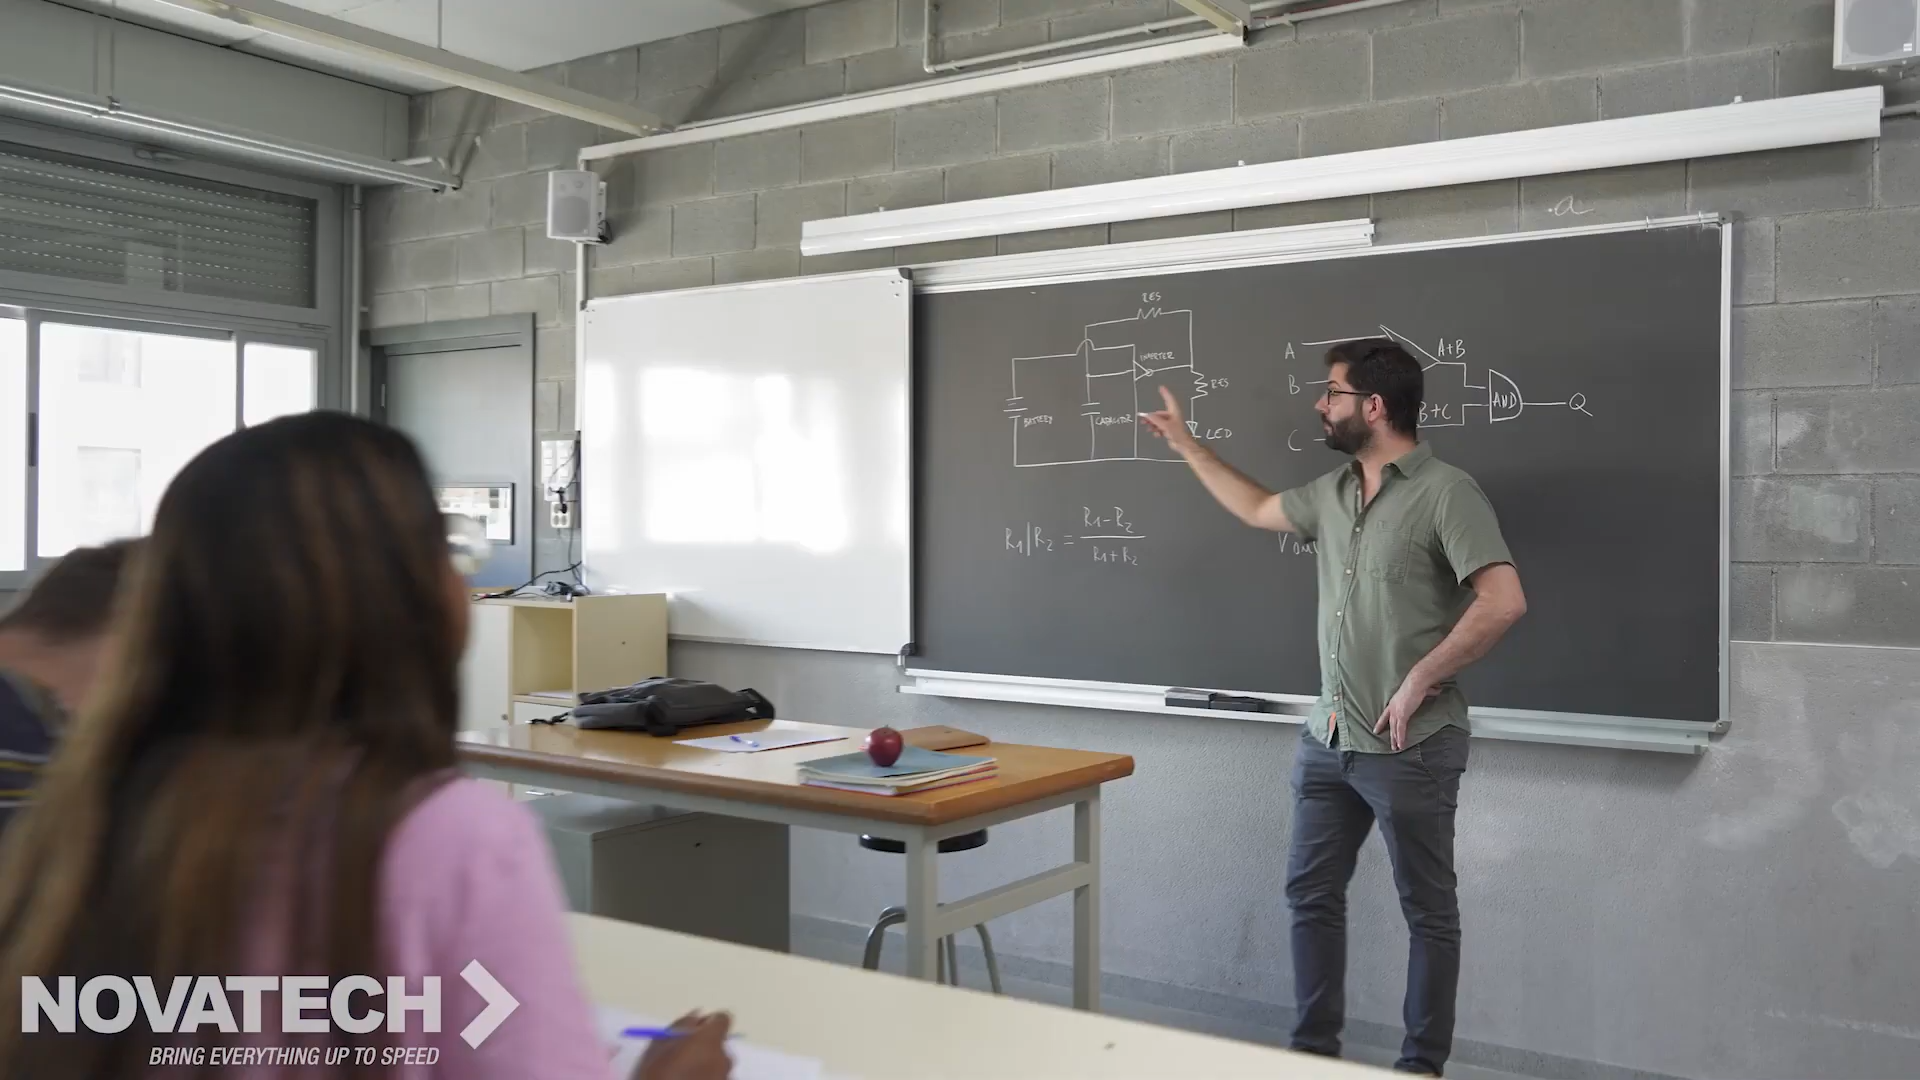 .a
RES
INVERTER
RES
BATTERY
CAPACITOR
LED
A
A+B
B
AND
Q
B+C
C
R1|R2 = R1-R2 / R1+R2
NOVATECH
BRING EVERYTHING UP TO SPEED